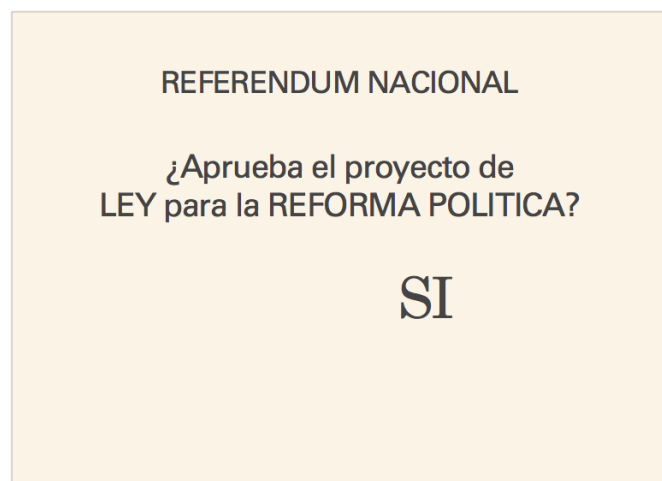 REFERENDUM NACIONAL
¿Aprueba el proyecto de
LEY para la REFORMA POLITICA?
SI